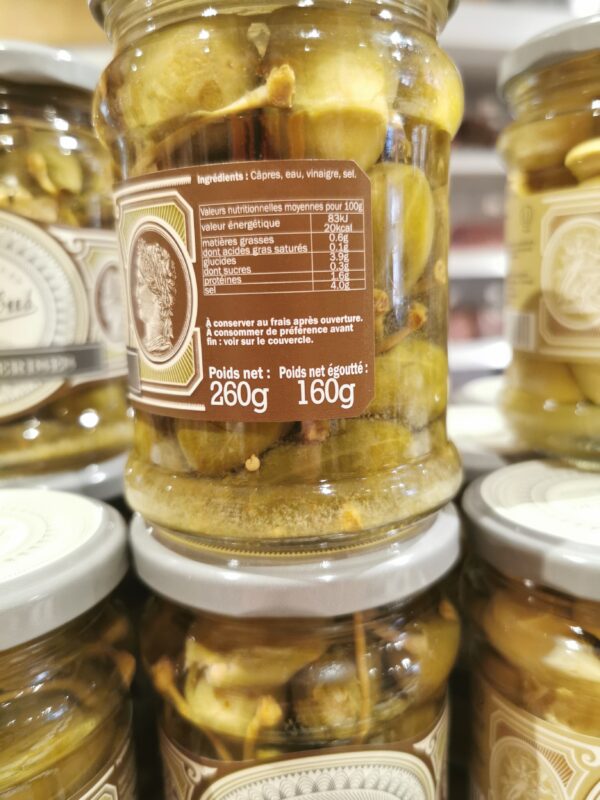 Ingrédients : Câpres, eau, vinaigre, sel.
Valeurs nutritionnelles moyennes pour 100g
valeur énergétique 83kJ
20kcal
matières grasses 0.6g
dont acides gras saturés 0.1g
glucides 3.9g
dont sucres 0.3g
protéines 1.6g
sel 4.0g
À conserver au frais après ouverture.
À consommer de préférence avant
fin : voir sur le couvercle.
Poids net : Poids net égoutté :
260g 160g